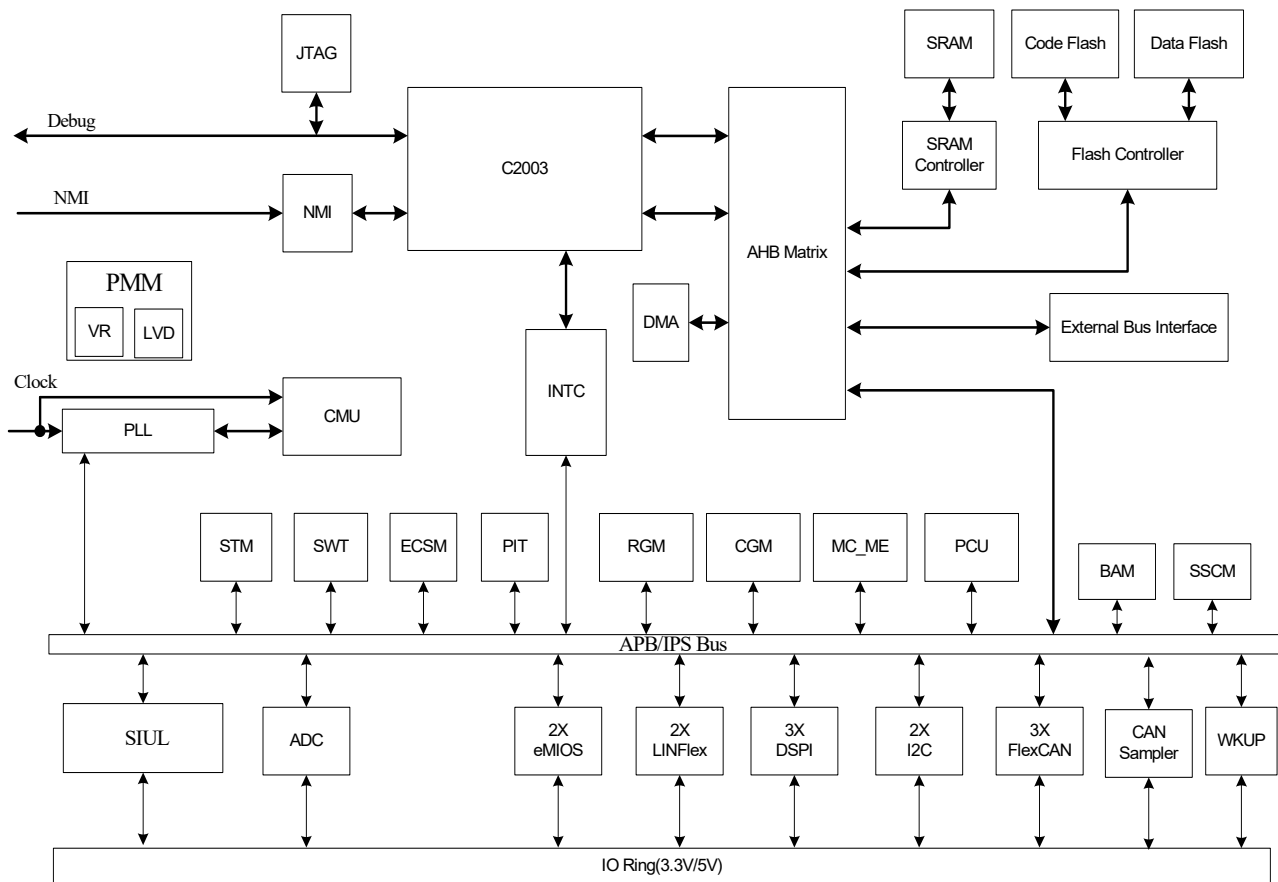 JTAG
SRAM
Code Flash
Data Flash
Debug
C2003
SRAM
Controller
Flash Controller
NMI
NMI
AHB Matrix
PMM
VR
LVD
DMA
External Bus Interface
Clock
PLL
CMU
INTC
STM
SWT
ECSM
PIT
RGM
CGM
MC_ME
PCU
BAM
SSCM
APB/IPS Bus
SIUL
ADC
2X
eMIOS
2X
LINFlex
3X
DSPI
2X
I2C
3X
FlexCAN
CAN
Sampler
WKUP
IO Ring(3.3V/5V)